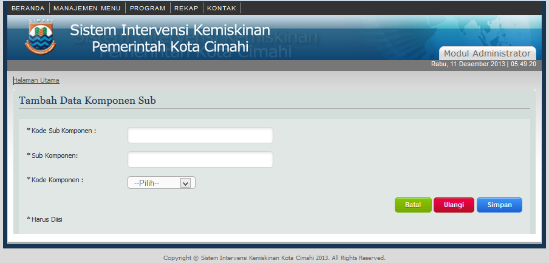 BERANDA MANAJEMEN MENU PROGRAM REKAP KONTAK
Sistem Intervensi Kemiskinan
Pemerintah Kota Cimahi
Modul Administrator
Rabu, 11 Desember 2013 | 05:49:20
Halaman Utama
Tambah Data Komponen Sub
* Kode Sub Komponen :
* Sub Komponen:
* Kode Komponen :
--Pilih--
Batal Ulangi Simpan
* Harus Diisi
Copyright © Sistem Intervensi Kemiskinan Kota Cimahi 2013. All Rights Reserved.